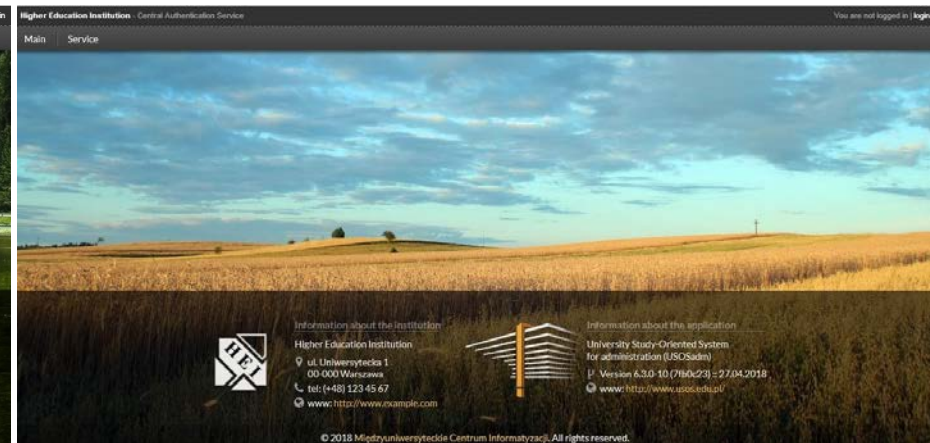 in
Higher Education Institution - Central Authentication Service
You are not logged in | login
Main
Service
Information about the institution
Higher Education Institution
ul. Uniwersytecka 1
00-000 Warszawa
tel: (+48) 123 45 67
www: http://www.example.com
HEI
Information about the application
University Study-Oriented System
for administration (USOSadm)
Version 6.3.0-10 (7fb0c23) :: 27.04.2018
www: http://www.usos.edu.pl/
© 2018 Międzyuniwersyteckie Centrum Informatyzacji. All rights reserved.